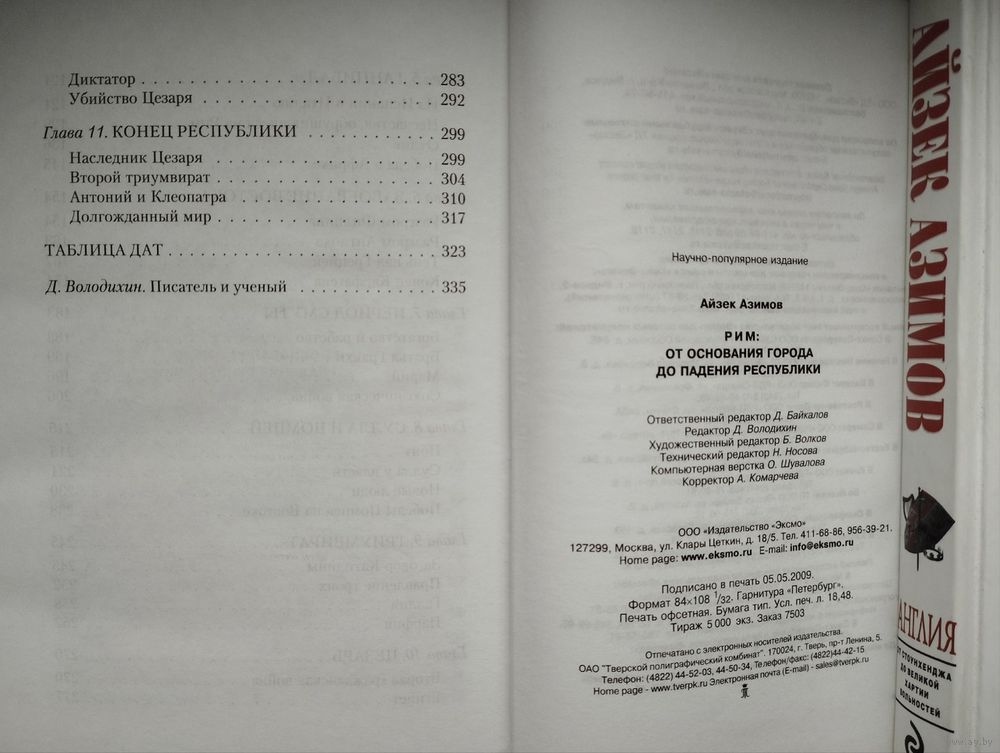 Диктатор . . . . . . . . . . . . . . . . . . . . . . . 283
Убийство Цезаря . . . . . . . . . . . . . . . . . . 292
Глава 11. КОНЕЦ РЕСПУБЛИКИ . . . . . . . . . . 299
Наследник Цезаря . . . . . . . . . . . . . . . . . 299
Второй триумвират . . . . . . . . . . . . . . . . . 304
Антоний и Клеопатра . . . . . . . . . . . . . . . 310
Долгожданный мир . . . . . . . . . . . . . . . . . 317
ТАБЛИЦА ДАТ . . . . . . . . . . . . . . . . . . . . . 323
Д. Володихин. Писатель и ученый . . . . . . . . . . . 335
Научно-популярное издание
Айзек Азимов
РИМ:
ОТ ОСНОВАНИЯ ГОРОДА
ДО ПАДЕНИЯ РЕСПУБЛИКИ
Ответственный редактор Д. Байкалов
Редактор Д. Володихин
Художественный редактор Б. Волков
Технический редактор Н. Носова
Компьютерная верстка О. Шувалова
Корректор А. Комарчева
ООО «Издательство «Эксмо»
127299, Москва, ул. Клары Цеткин, д. 18/5. Тел. 411-68-86, 956-39-21.
Home page: www.eksmo.ru E-mail: info@eksmo.ru
Подписано в печать 05.05.2009.
Формат 84×108 1/32. Гарнитура «Петербург».
Печать офсетная. Бумага тип. Усл. печ. л. 18,48.
Тираж 5 000 экз. Заказ 7503
Отпечатано с электронных носителей издательства.
ОАО "Тверской полиграфический комбинат". 170024, г. Тверь, пр-т Ленина, 5.
Телефон: (4822) 44-52-03, 44-50-34, Телефон/факс: (4822)44-42-15
Home page - www.tverpk.ru Электронная почта (E-mail) - sales@tverpk.ru
АЙЗЕК АЗИМОВ
АНГЛИЯ
ОТ СТОУНХЕНДЖА
ДО ВЕЛИКОЙ
ХАРТИИ
ВОЛЬНОСТЕЙ